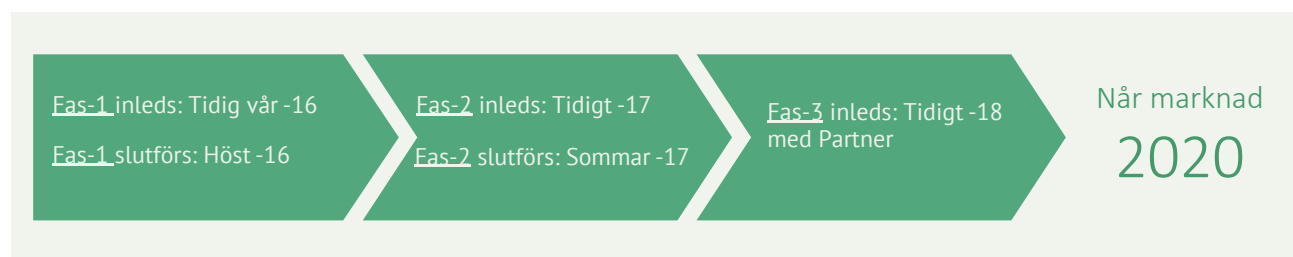 Fas-1 inleds: Tidig vår -16
Fas-1 slutförs: Höst -16
Fas-2 inleds: Tidigt -17
Fas-2 slutförs: Sommar -17
Fas-3 inleds: Tidigt -18
med Partner
Når marknad
2020